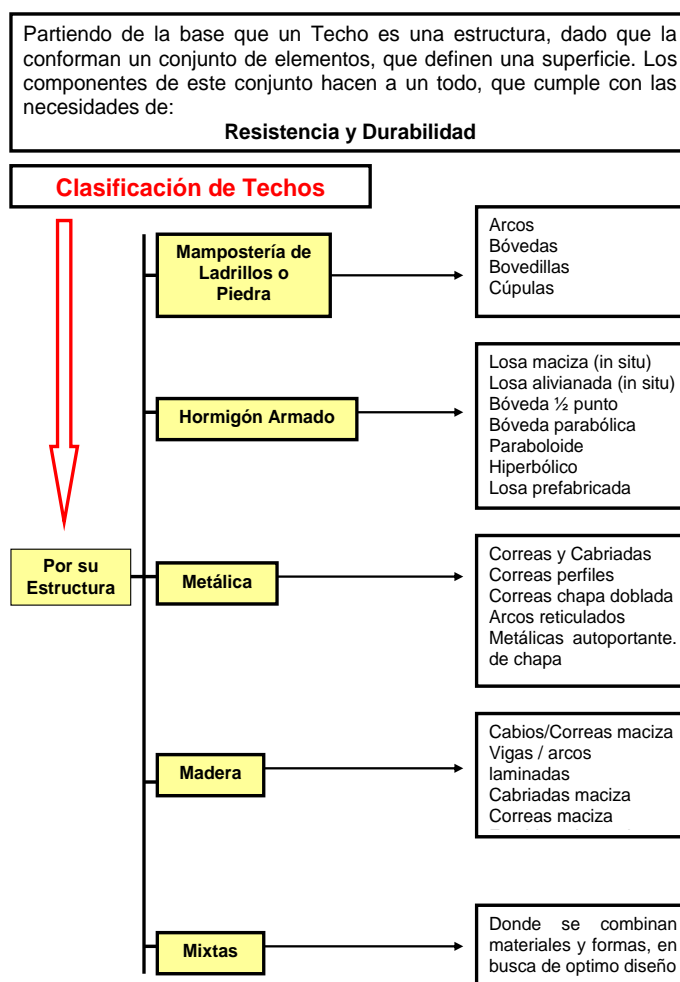 Partiendo de la base que un Techo es una estructura, dado que la
conforman un conjunto de elementos, que definen una superficie. Los
componentes de este conjunto hacen a un todo, que cumple con las
necesidades de:
Resistencia y Durabilidad
Clasificación de Techos
Por su
Estructura
Mampostería de
Ladrillos o
Piedra
Arcos
Bóvedas
Bovedillas
Cúpulas
Hormigón Armado
Losa maciza (in situ)
Losa alivianada (in situ)
Bóveda ½ punto
Bóveda parabólica
Paraboloide
Hiperbólico
Losa prefabricada
Metálica
Correas y Cabriadas
Correas perfiles
Correas chapa doblada
Arcos reticulados
Metálicas autoportante.
de chapa
Madera
Cabios/Correas maciza
Vigas / arcos
laminadas
Cabriadas maciza
Correas maciza
Mixtas
Donde se combinan
materiales y formas, en
busca de optimo diseño